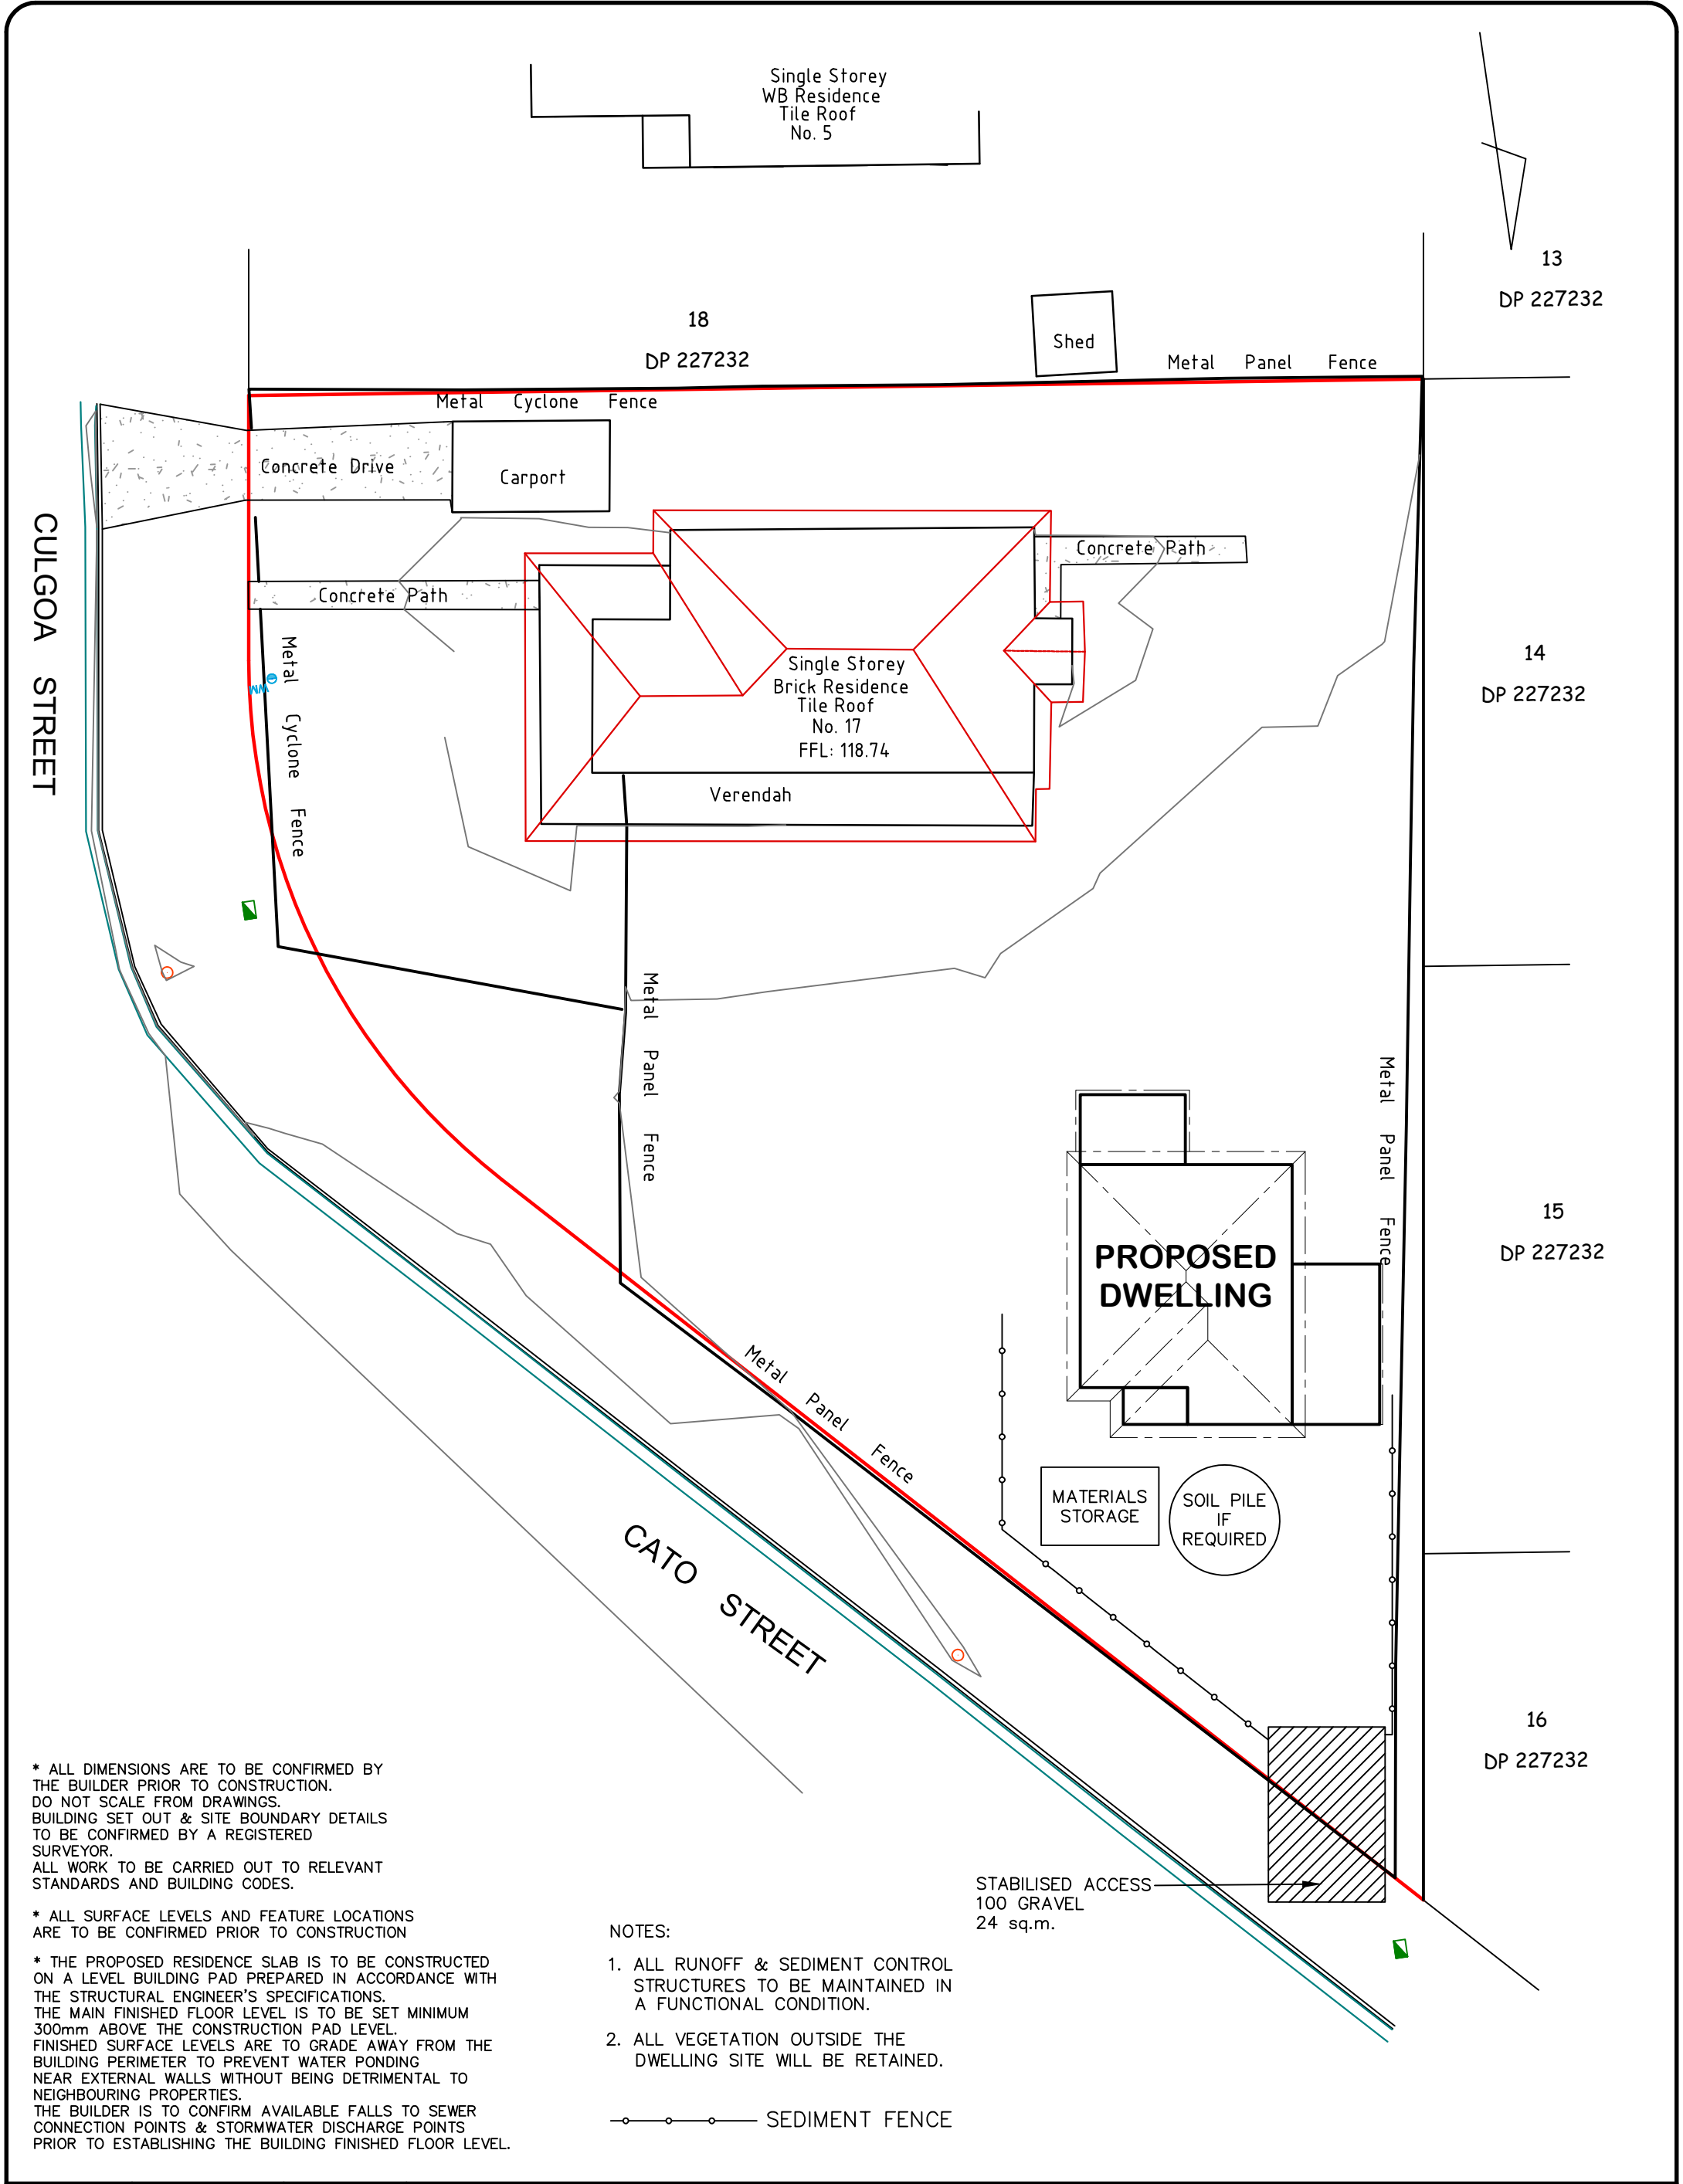 Single Storey
WB Residence
Tile Roof
No. 5
13
DP 227232
18
DP 227232
Shed
Metal Panel Fence
Metal Cyclone Fence
Concrete Drive
Carport
CULGOA STREET
Concrete Path
Concrete Path
Metal Cyclone Fence
WM
Single Storey
Brick Residence
Tile Roof
No. 17
FFL: 118.74
Verendah
14
DP 227232
Metal Panel Fence
Metal Panel Fence
15
DP 227232
PROPOSED
DWELLING
Metal Panel Fence
MATERIALS
STORAGE
SOIL PILE
IF
REQUIRED
CATO STREET
16
DP 227232
STABILISED ACCESS
100 GRAVEL
24 sq.m.
* ALL DIMENSIONS ARE TO BE CONFIRMED BY
THE BUILDER PRIOR TO CONSTRUCTION.
DO NOT SCALE FROM DRAWINGS.
BUILDING SET OUT & SITE BOUNDARY DETAILS
TO BE CONFIRMED BY A REGISTERED
SURVEYOR.
ALL WORK TO BE CARRIED OUT TO RELEVANT
STANDARDS AND BUILDING CODES.
* ALL SURFACE LEVELS AND FEATURE LOCATIONS
ARE TO BE CONFIRMED PRIOR TO CONSTRUCTION
* THE PROPOSED RESIDENCE SLAB IS TO BE CONSTRUCTED
ON A LEVEL BUILDING PAD PREPARED IN ACCORDANCE WITH
THE STRUCTURAL ENGINEER'S SPECIFICATIONS.
THE MAIN FINISHED FLOOR LEVEL IS TO BE SET MINIMUM
300mm ABOVE THE CONSTRUCTION PAD LEVEL.
FINISHED SURFACE LEVELS ARE TO GRADE AWAY FROM THE
BUILDING PERIMETER TO PREVENT WATER PONDING
NEAR EXTERNAL WALLS WITHOUT BEING DETRIMENTAL TO
NEIGHBOURING PROPERTIES.
THE BUILDER IS TO CONFIRM AVAILABLE FALLS TO SEWER
CONNECTION POINTS & STORMWATER DISCHARGE POINTS
PRIOR TO ESTABLISHING THE BUILDING FINISHED FLOOR LEVEL.
NOTES:
1. ALL RUNOFF & SEDIMENT CONTROL
STRUCTURES TO BE MAINTAINED IN
A FUNCTIONAL CONDITION.
2. ALL VEGETATION OUTSIDE THE
DWELLING SITE WILL BE RETAINED.
SEDIMENT FENCE